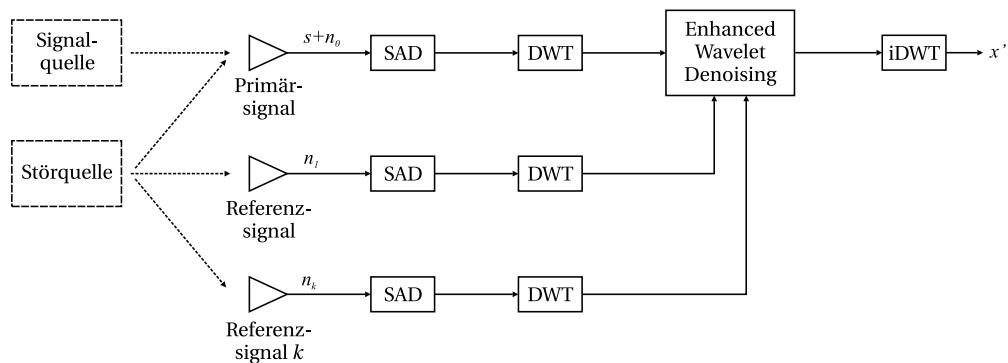 Signal-
quelle
s+n₀
SAD
DWT
Enhanced
Wavelet
Denoising
iDWT
x'
Primär-
signal
Störquelle
n₁
SAD
DWT
Referenz-
signal
nₖ
SAD
DWT
Referenz-
signal k